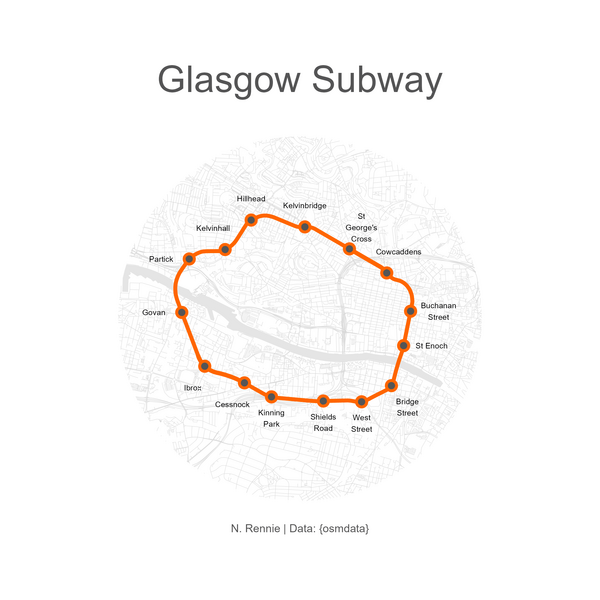 Glasgow Subway
Hillhead
Kelvinbridge
St
George's
Cross
Kelvinhall
Cowcaddens
Partick
Buchanan
Street
Govan
St Enoch
Ibrox
Cessnock
Kinning
Park
Shields
Road
West
Street
Bridge
Street
N. Rennie | Data: {osmdata}